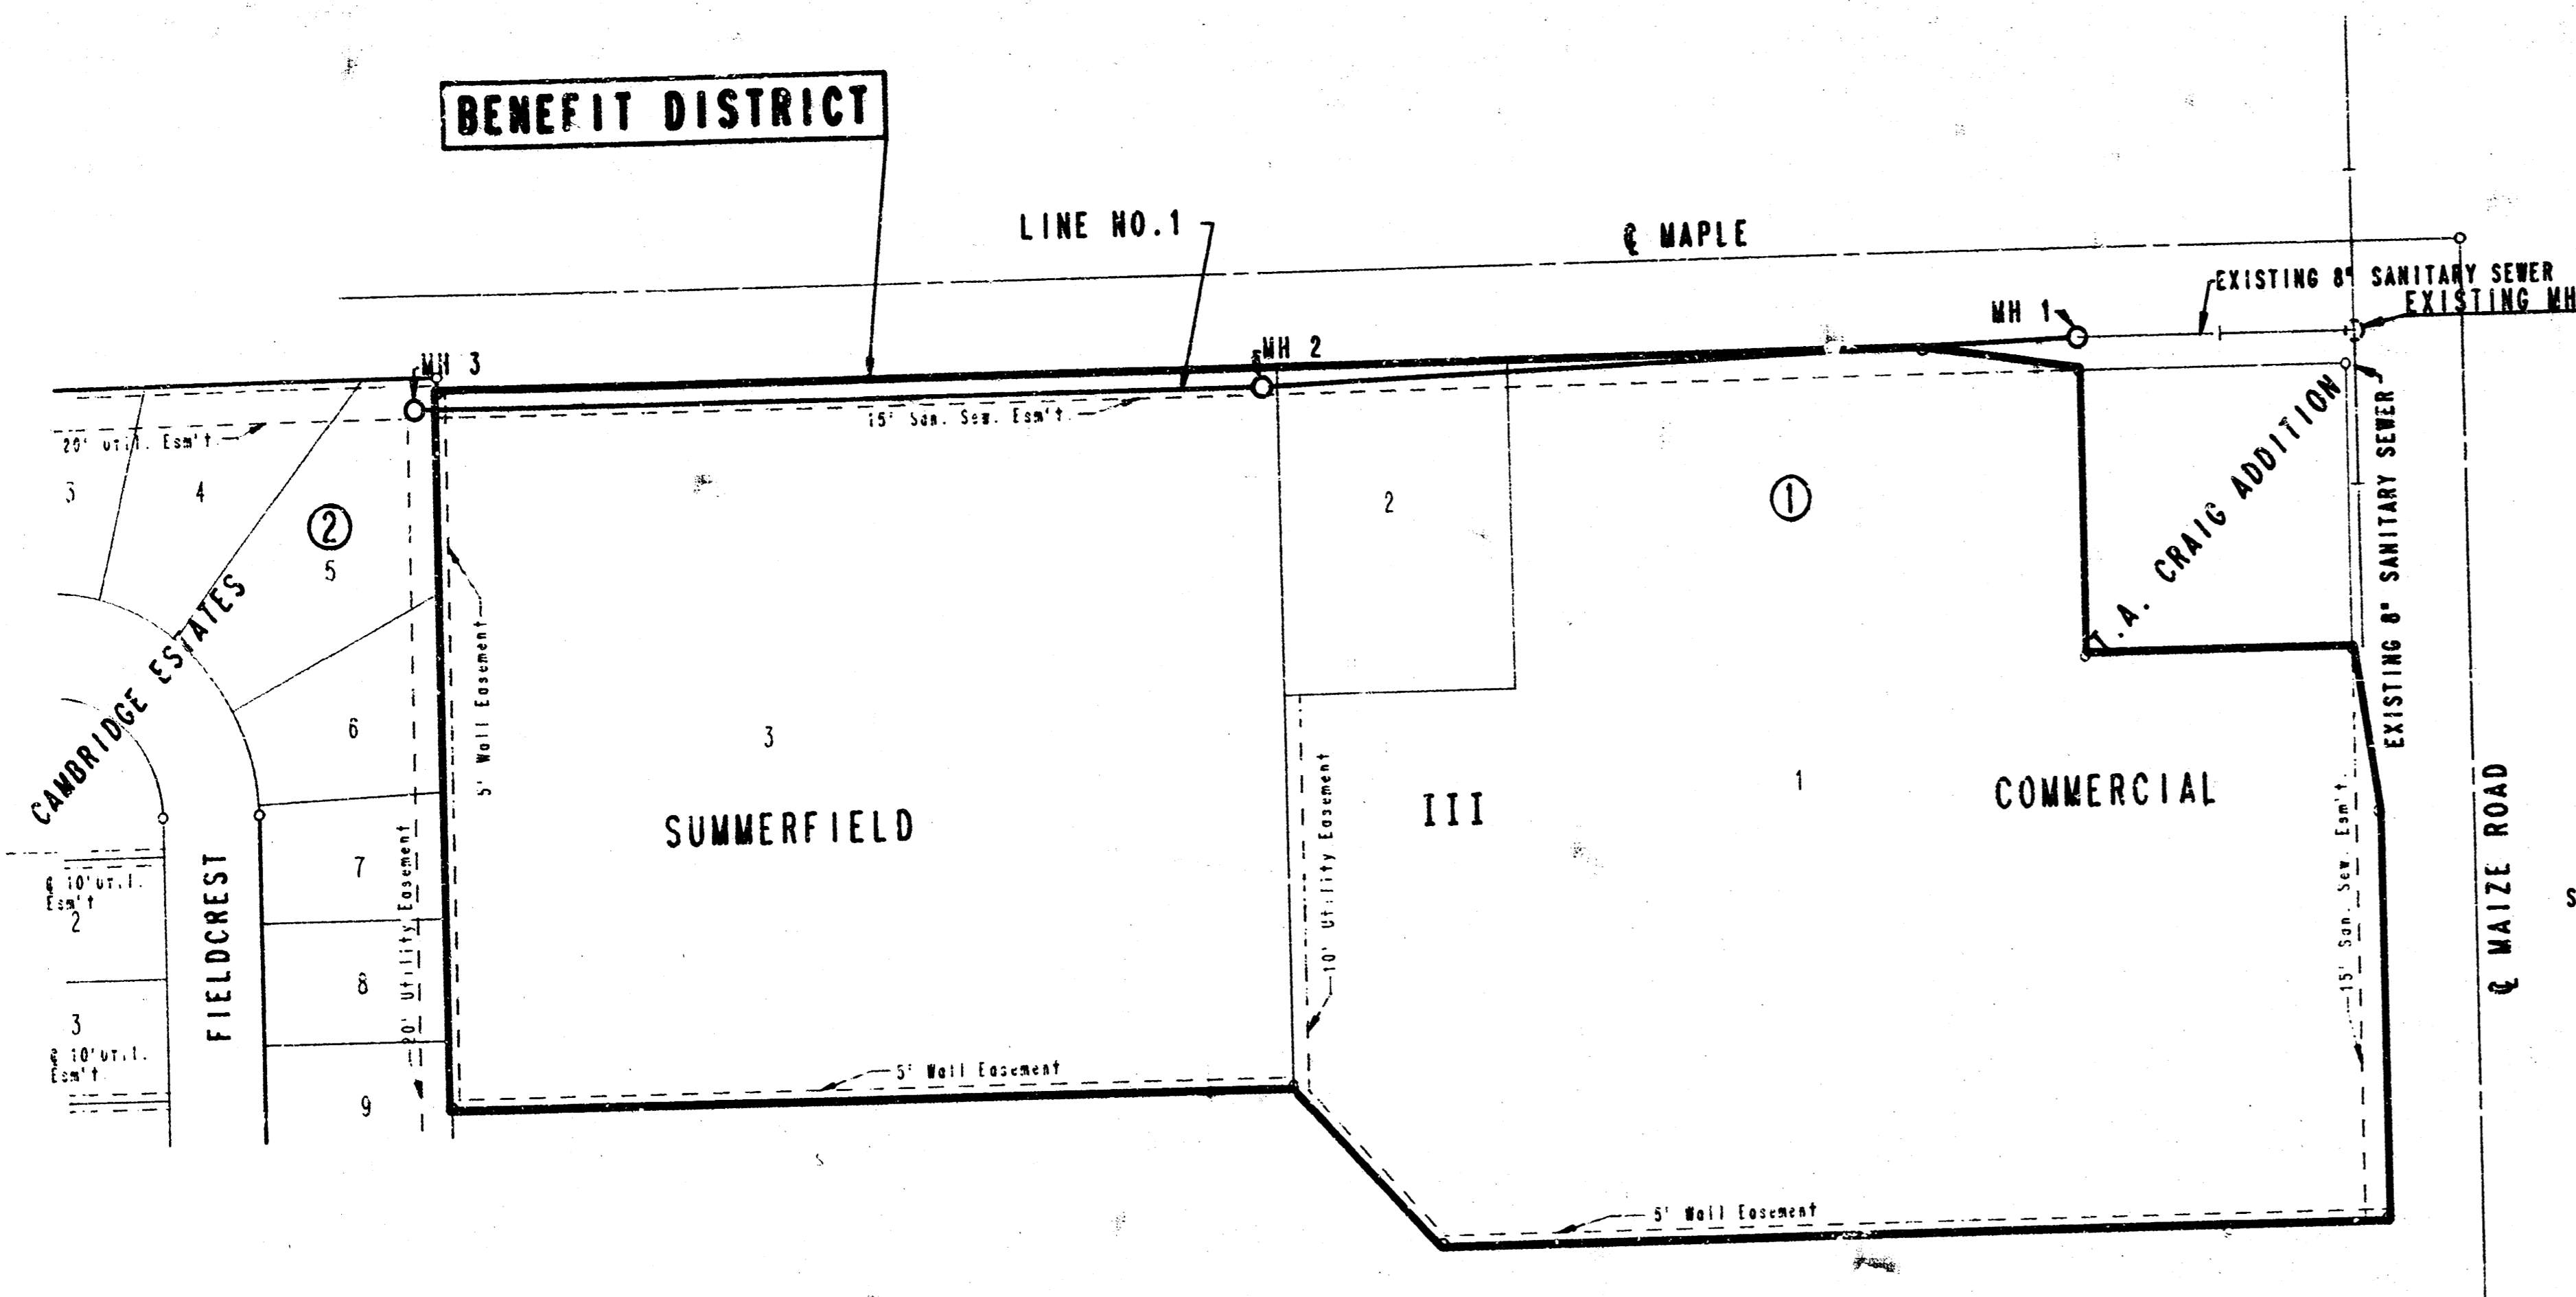 BENEFIT DISTRICT
LINE NO.1
℄ MAPLE
EXISTING 8" SANITARY SEWER
EXISTING MH
MH 1
MH 2
MH 3
15' San. Sew. Esm't.
20' Util. Esm't.
4
2
1
2
5
T.A. CRAIG ADDITION
EXISTING 8" SANITARY SEWER
CAMBRIDGE ESTATES
5' Wall Easement
6
3
1
SUMMERFIELD
III
COMMERCIAL
10' Utility Easement
15' San. Sew. Esm't.
℄ MAIZE ROAD
S
7
20' Utility Easement
FIELDCREST
10' Util.
Esm't
2
8
3
10' Util.
Esm't
9
5' Wall Easement
5' Wall Easement